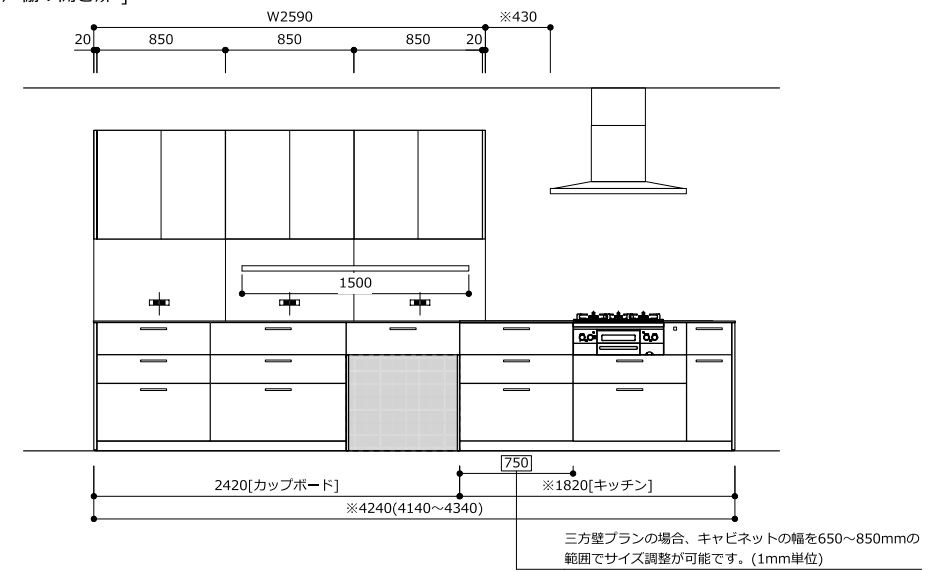 W2590
※430
20
850
850
850
20
1500
750
2420[カップボード]
※1820[キッチン]
※4240(4140～4340)
三方壁プランの場合、キャビネットの幅を650～850mmの
範囲でサイズ調整が可能です。(1mm単位)